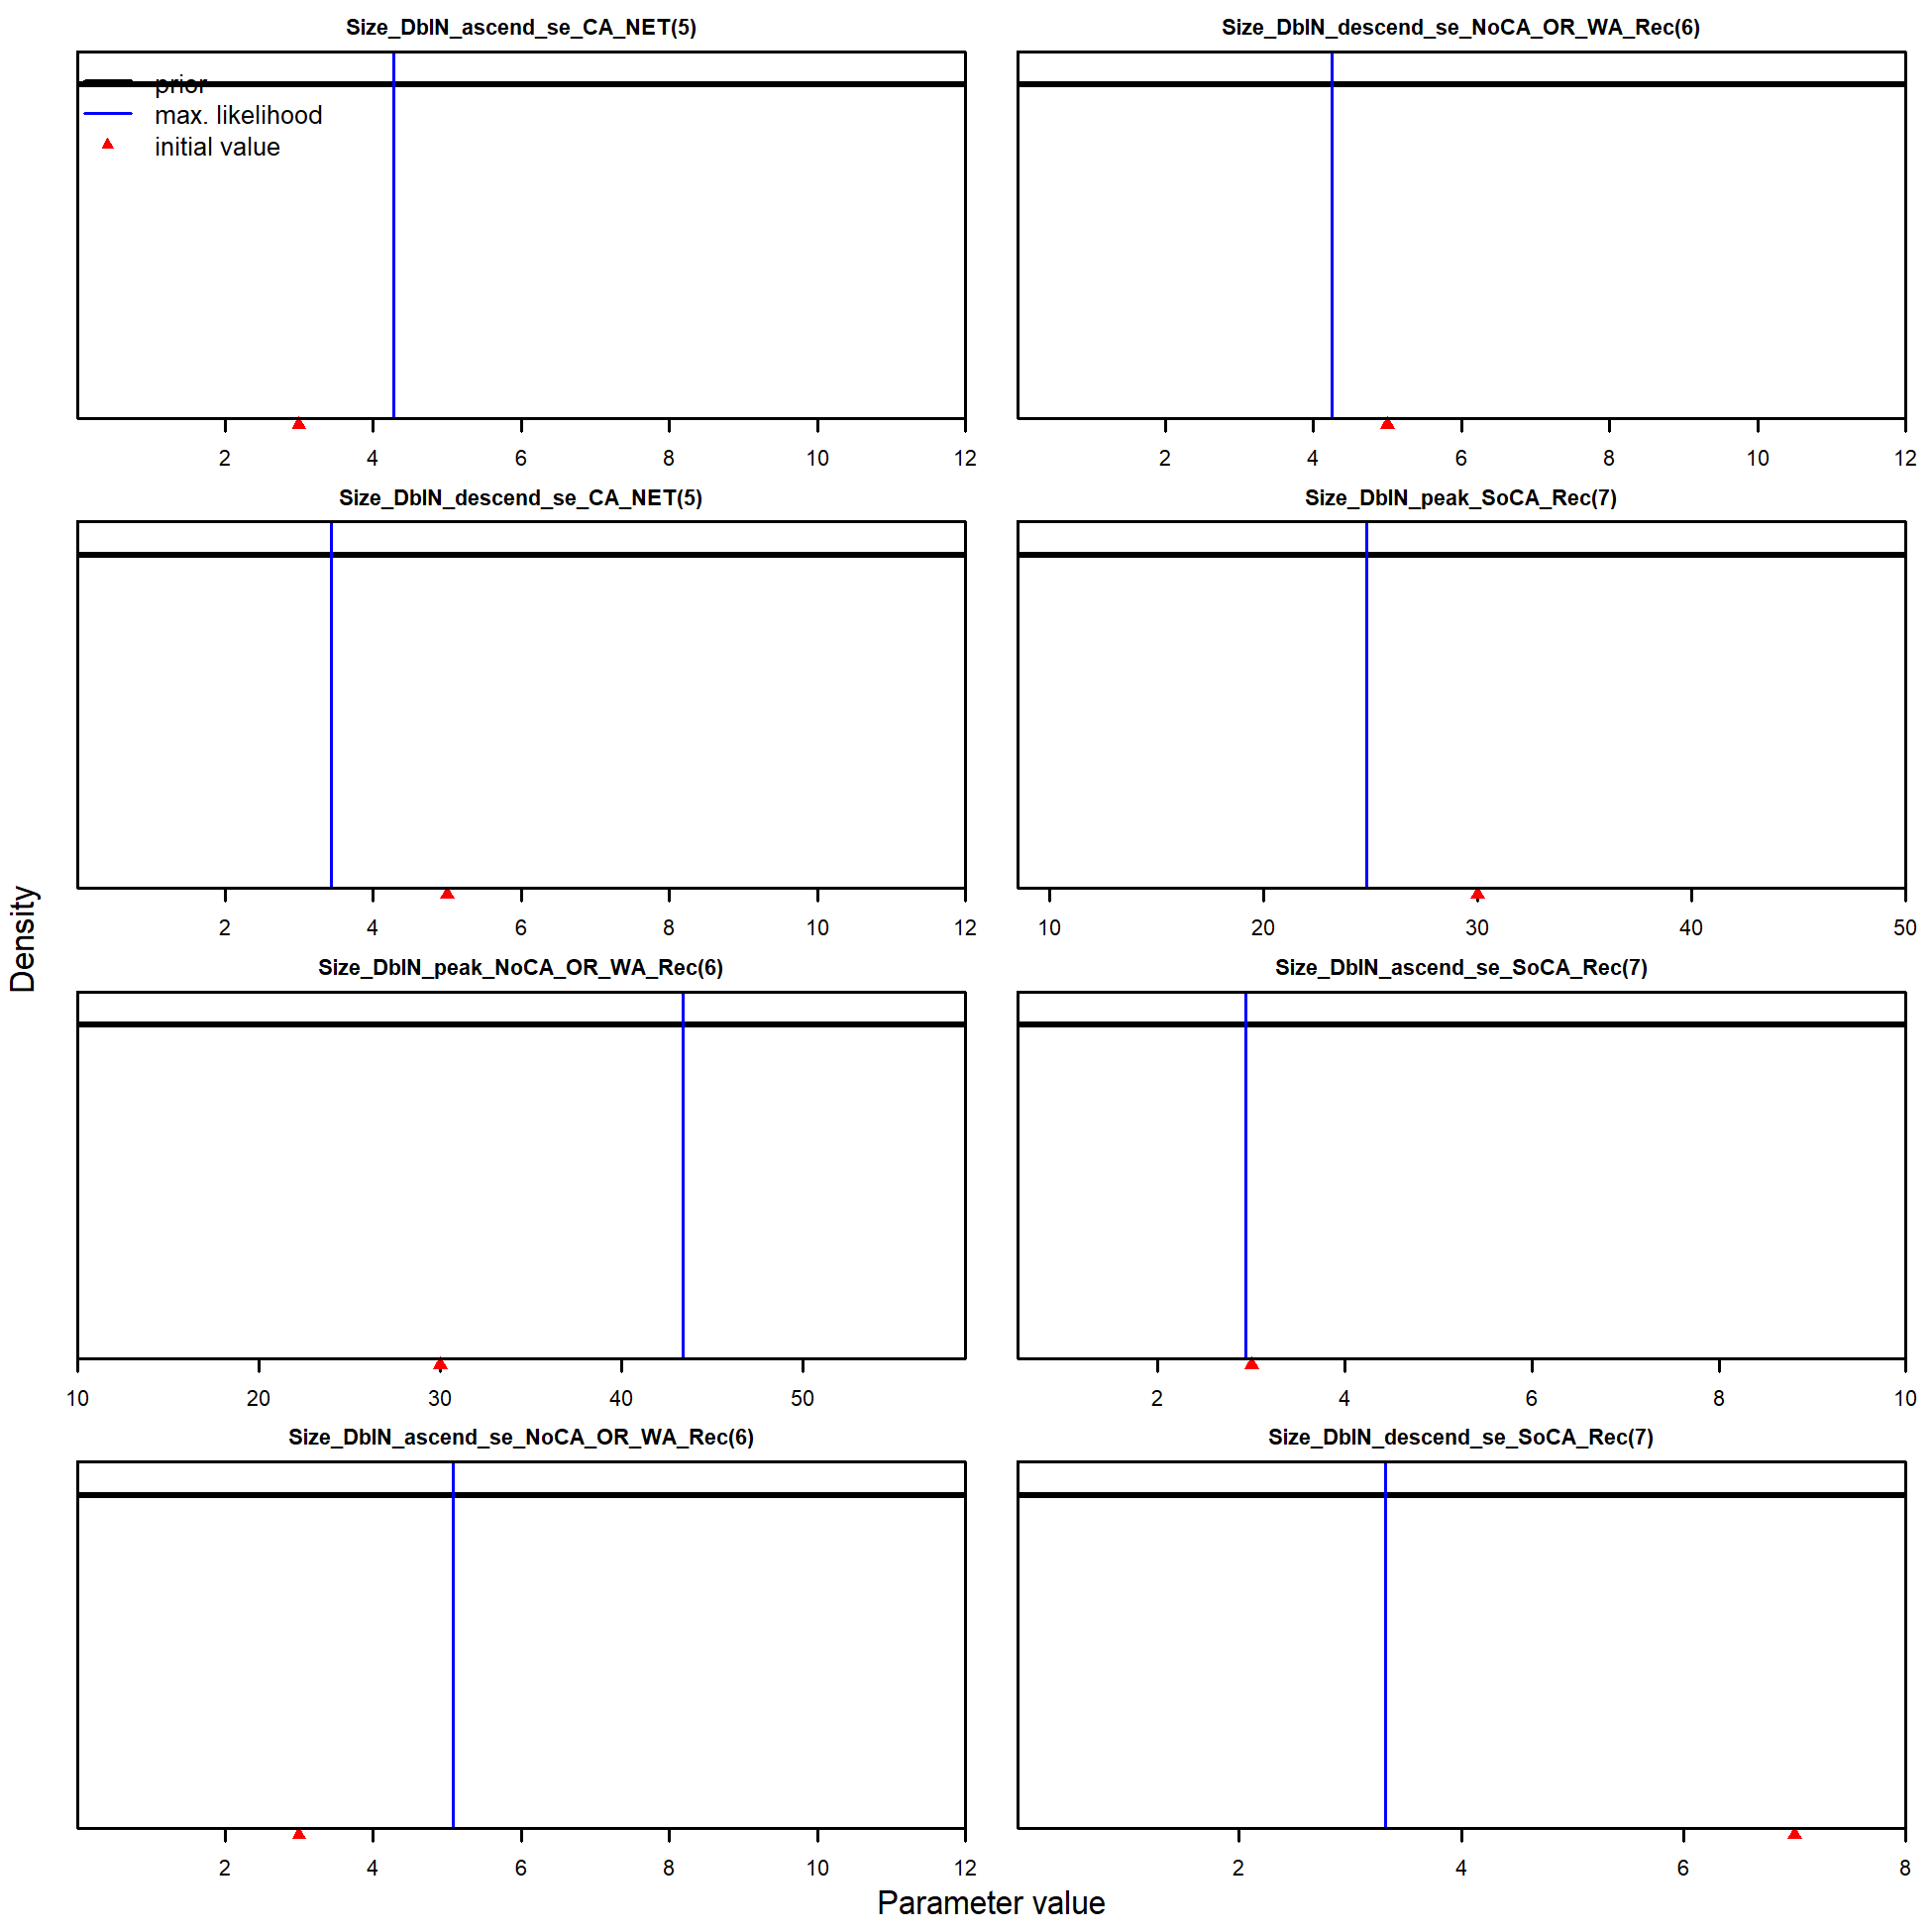 Size_DblN_ascend_se_CA_NET(5)
prior
max. likelihood
initial value
2 4 6 8 10 12
Size_DblN_descend_se_NoCA_OR_WA_Rec(6)
2 4 6 8 10 12
Size_DblN_descend_se_CA_NET(5)
2 4 6 8 10 12
Size_DblN_peak_SoCA_Rec(7)
10 20 30 40 50
Size_DblN_peak_NoCA_OR_WA_Rec(6)
10 20 30 40 50
Size_DblN_ascend_se_SoCA_Rec(7)
2 4 6 8 10
Size_DblN_ascend_se_NoCA_OR_WA_Rec(6)
2 4 6 8 10 12
Size_DblN_descend_se_SoCA_Rec(7)
2 4 6 8
Density
Parameter value